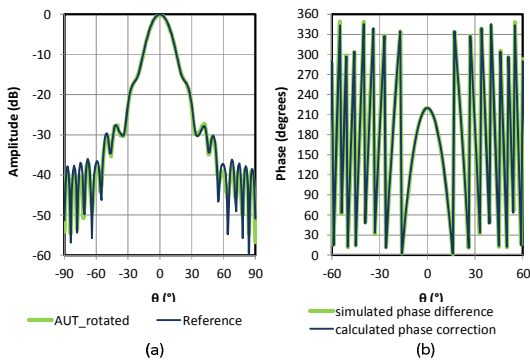 0
-10
-20
-30
-40
-50
-60
Amplitude (dB)
-90 -60 -30 0 30 60 90
θ (°)
AUT_rotated Reference
(a)
360
330
300
270
240
210
180
150
120
90
60
30
0
Phase (degrees)
-60 -30 0 30 60
θ (°)
simulated phase difference
calculated phase correction
(b)